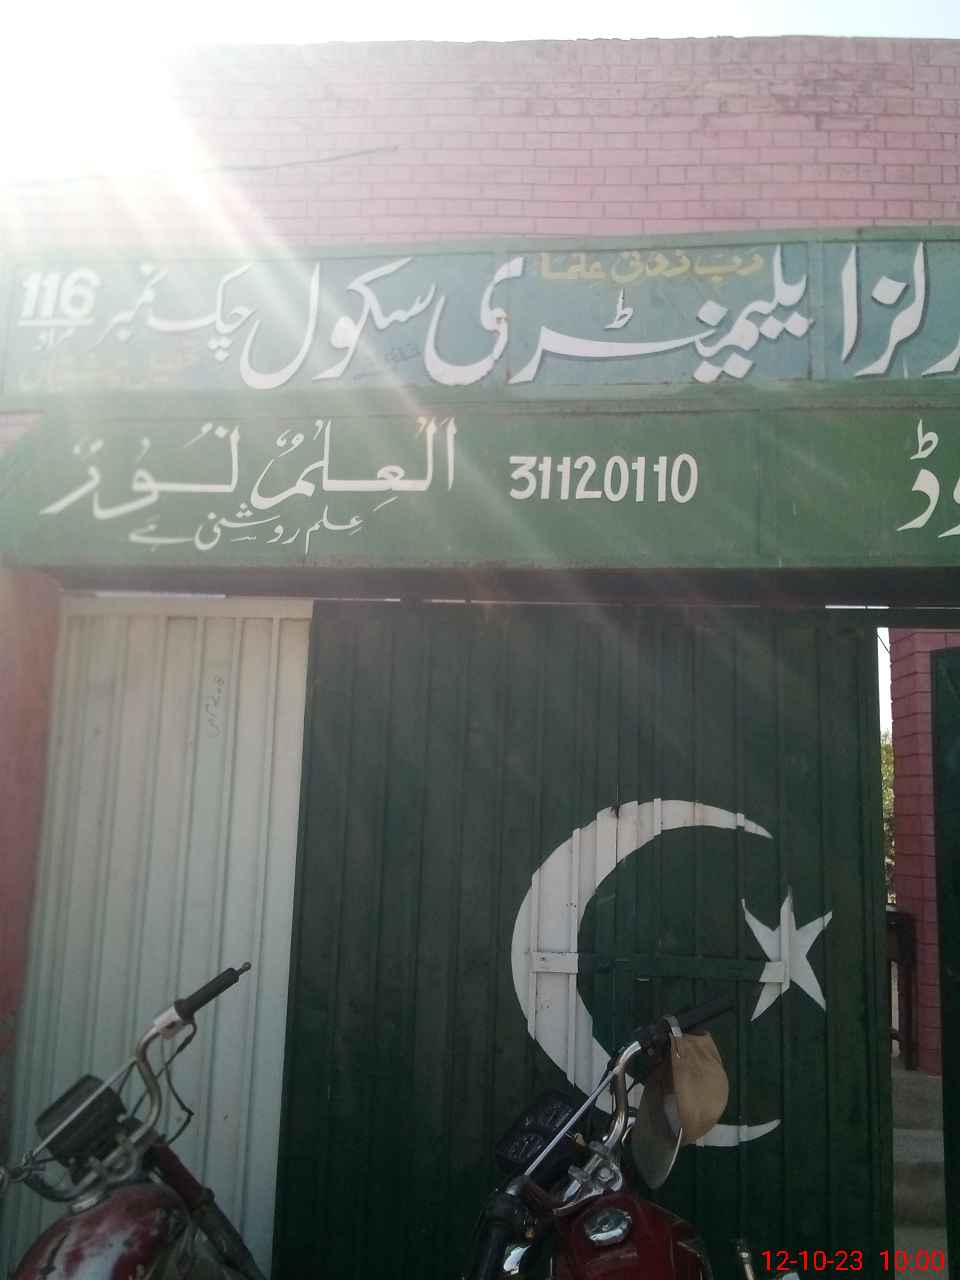 رب زدنی علما
گرلز ایلیمنٹری سکول چک نمبر 116
مراد
العلم نور
31120110
علم روشنی ہے
12-10-23 10:00